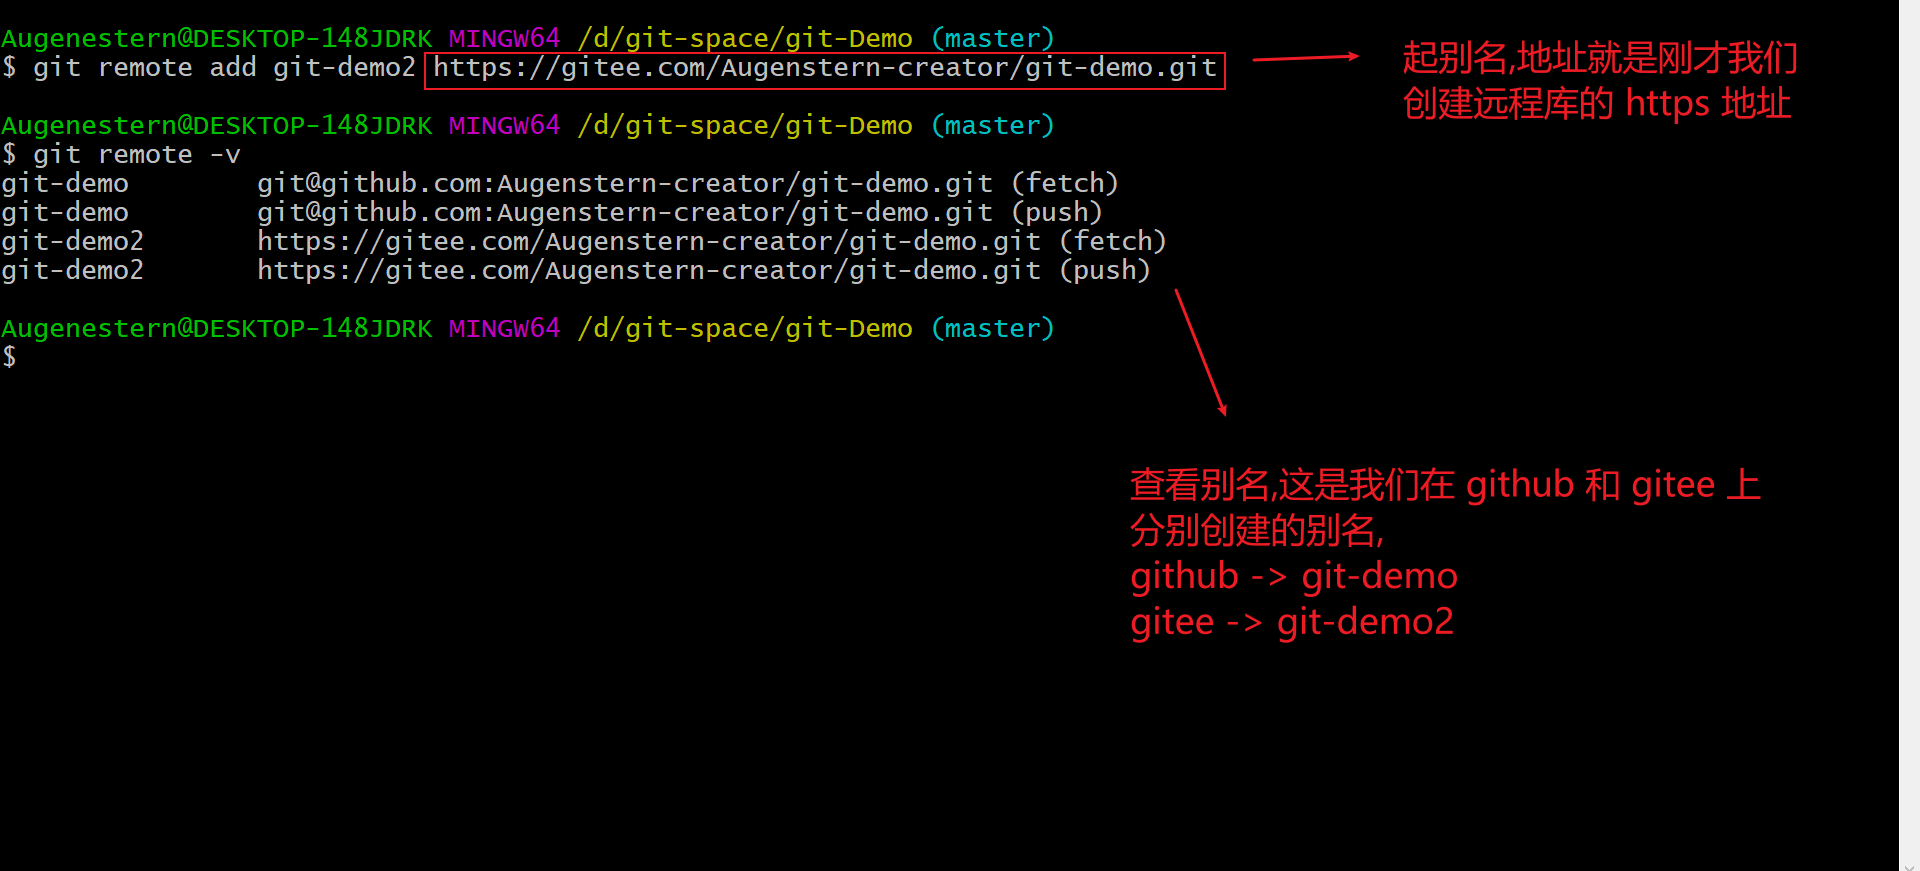 Augenestern@DESKTOP-148JDRK MINGW64 /d/git-space/git-Demo (master)
$ git remote add git-demo2 https://gitee.com/Augenstern-creator/git-demo.git
起别名,地址就是刚才我们
创建远程库的 https 地址
Augenestern@DESKTOP-148JDRK MINGW64 /d/git-space/git-Demo (master)
$ git remote -v
git-demo        git@github.com:Augenstern-creator/git-demo.git (fetch)
git-demo        git@github.com:Augenstern-creator/git-demo.git (push)
git-demo2       https://gitee.com/Augenstern-creator/git-demo.git (fetch)
git-demo2       https://gitee.com/Augenstern-creator/git-demo.git (push)
Augenestern@DESKTOP-148JDRK MINGW64 /d/git-space/git-Demo (master)
$
查看别名,这是我们在 github 和 gitee 上
分别创建的别名,
github -> git-demo
gitee -> git-demo2